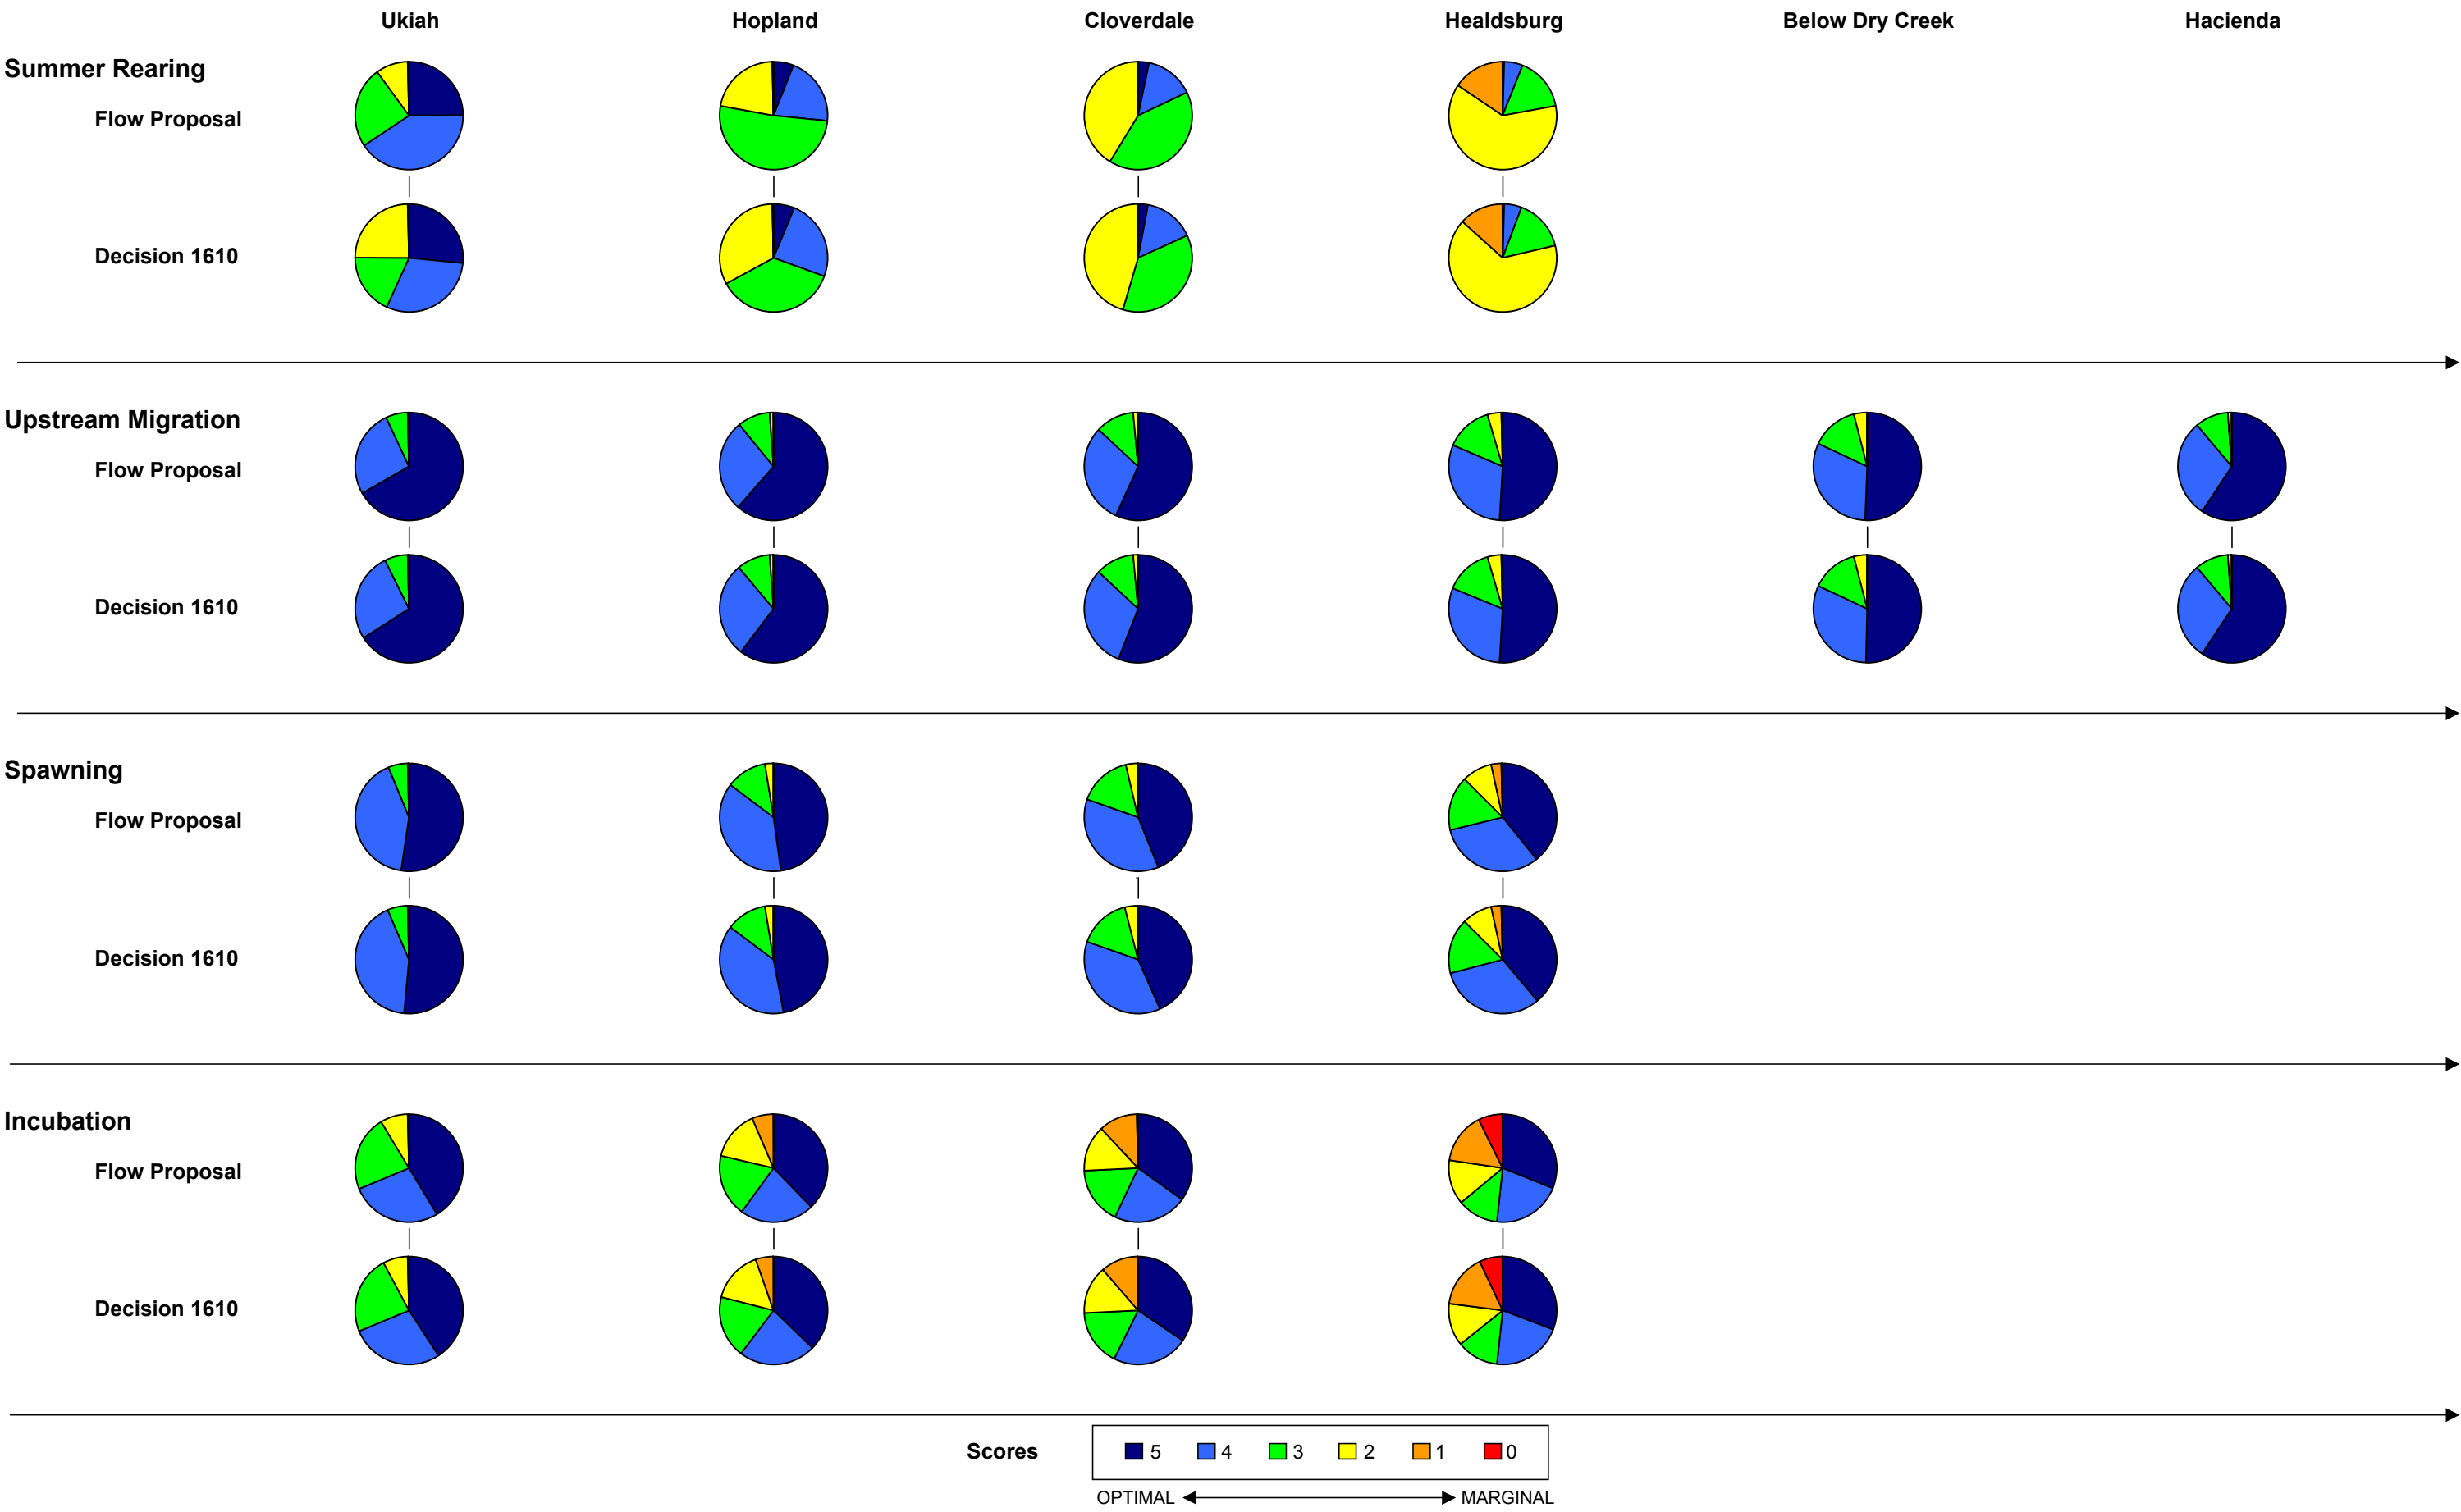 Ukiah Hopland Cloverdale Healdsburg Below Dry Creek Hacienda
Summer Rearing
Flow Proposal
Decision 1610
Upstream Migration
Flow Proposal
Decision 1610
Spawning
Flow Proposal
Decision 1610
Incubation
Flow Proposal
Decision 1610
Scores 5 4 3 2 1 0
OPTIMAL MARGINAL